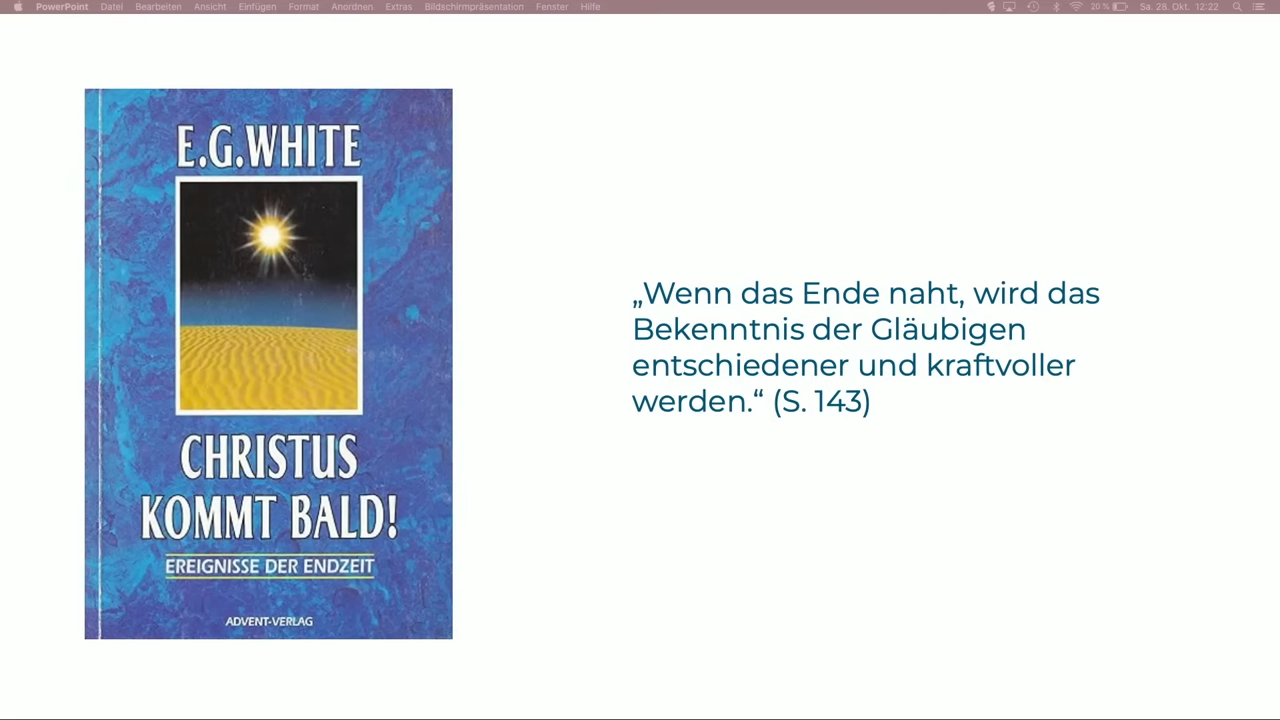 PowerPoint Datei Bearbeiten Ansicht Einfügen Format Anordnen Extras Bildschirmpräsentation Fenster Hilfe 20 % Sa. 28. Okt. 12:22
E.G.WHITE
CHRISTUS
KOMMT BALD!
EREIGNISSE DER ENDZEIT
ADVENT-VERLAG
„Wenn das Ende naht, wird das
Bekenntnis der Gläubigen
entschiedener und kraftvoller
werden.“ (S. 143)